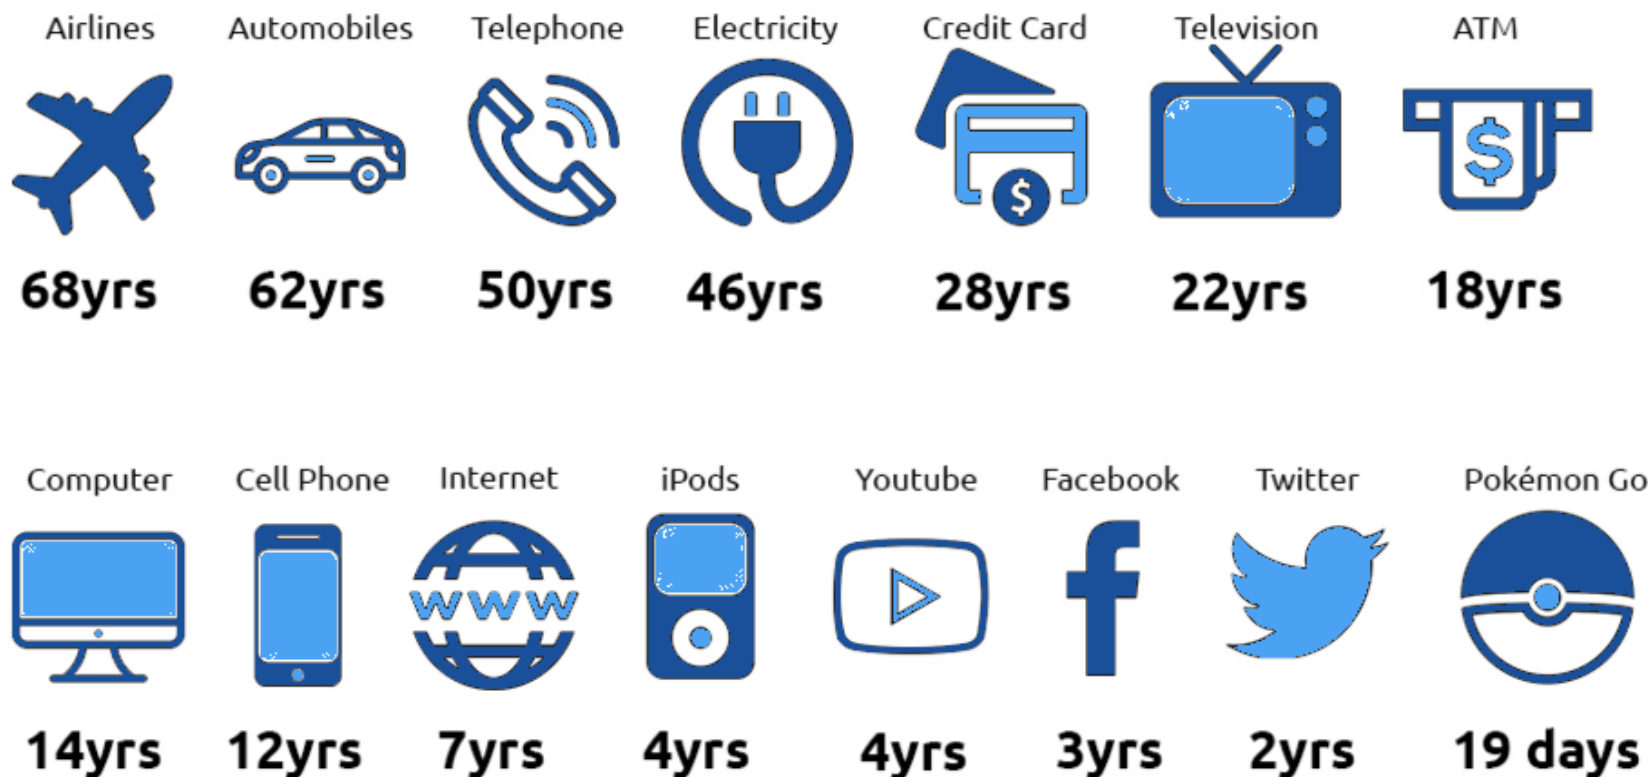 Airlines Automobiles Telephone Electricity Credit Card Television ATM
$ $
68yrs 62yrs 50yrs 46yrs 28yrs 22yrs 18yrs
Computer Cell Phone Internet iPods Youtube Facebook Twitter Pokémon Go
www f
14yrs 12yrs 7yrs 4yrs 4yrs 3yrs 2yrs 19 days